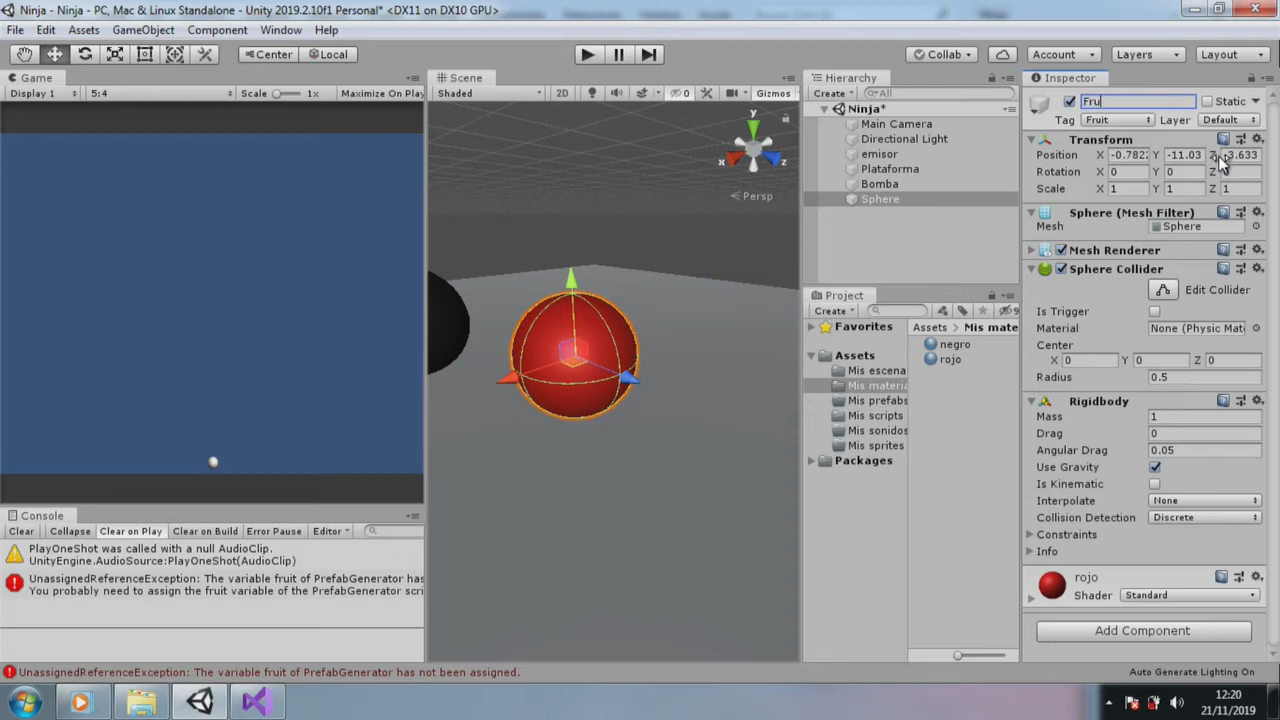 Ninja - Ninja - PC, Mac & Linux Standalone - Unity 2019.2.10f1 Personal* <DX11 on DX10 GPU>
File Edit Assets GameObject Component Window Help
Center Local Collab Account Layers Layout
Game
Display 1 5:4 Scale 1x Maximize On Play
Scene
Shaded 2D 0 Gizmos
y
x
z
Persp
Hierarchy
Create All
Ninja*
Main Camera
Directional Light
emisor
Plataforma
Bomba
Sphere
Project
Create 9
Favorites
Assets
Mis escena
Mis materia
Mis prefabs
Mis scripts
Mis sonidos
Mis sprites
Packages
Assets Mis mate
negro
rojo
Inspector
Fru Static
Tag Fruit Layer Default
Transform
Position X -0.782 Y -11.03 Z 3.633
Rotation X 0 Y 0 Z
Scale X 1 Y 1 Z 1
Sphere (Mesh Filter)
Mesh Sphere
Mesh Renderer
Sphere Collider
Edit Collider
Is Trigger
Material None (Physic Mat
Center
X 0 Y 0 Z 0
Radius 0.5
Rigidbody
Mass 1
Drag 0
Angular Drag 0.05
Use Gravity
Is Kinematic
Interpolate None
Collision Detection Discrete
Constraints
Info
rojo
Shader Standard
Add Component
Console
Clear Collapse Clear on Play Clear on Build Error Pause Editor
PlayOneShot was called with a null AudioClip.
UnityEngine.AudioSource:PlayOneShot(AudioClip)
UnassignedReferenceException: The variable fruit of PrefabGenerator has
You probably need to assign the fruit variable of the PrefabGenerator scri
UnassignedReferenceException: The variable fruit of PrefabGenerator has not been assigned.
Auto Generate Lighting On
12:20
21/11/2019